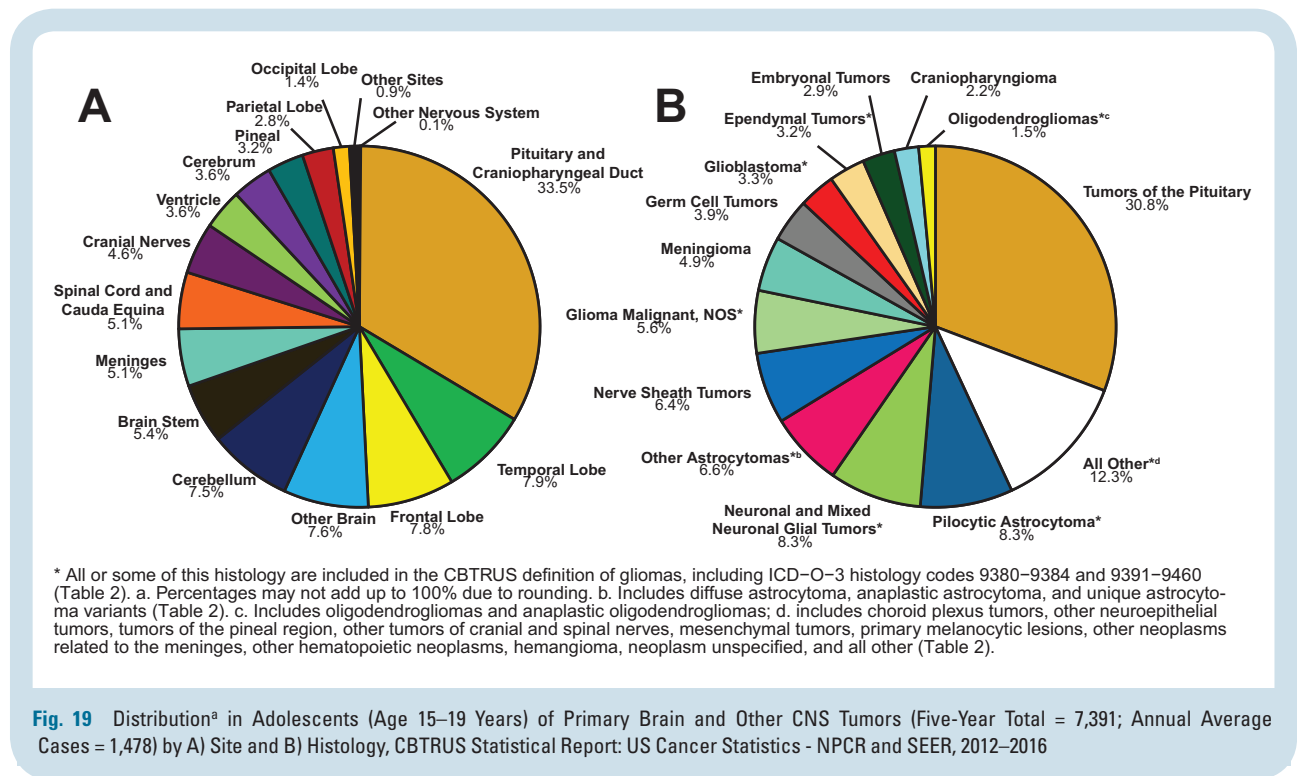 A
Occipital Lobe
1.4%
Other Sites
0.9%
Parietal Lobe
2.8%
Other Nervous System
0.1%
Pineal
3.2%
Cerebrum
3.6%
Ventricle
3.6%
Cranial Nerves
4.6%
Spinal Cord and
Cauda Equina
5.1%
Meninges
5.1%
Brain Stem
5.4%
Cerebellum
7.5%
Other Brain
7.6%
Frontal Lobe
7.8%
Temporal Lobe
7.9%
Pituitary and
Craniopharyngeal Duct
33.5%
B
Embryonal Tumors
2.9%
Craniopharyngioma
2.2%
Ependymal Tumors*
3.2%
Oligodendrogliomas*c
1.5%
Glioblastoma*
3.3%
Germ Cell Tumors
3.9%
Meningioma
4.9%
Glioma Malignant, NOS*
5.6%
Nerve Sheath Tumors
6.4%
Other Astrocytomas*b
6.6%
Neuronal and Mixed
Neuronal Glial Tumors*
8.3%
Pilocytic Astrocytoma*
8.3%
All Other*d
12.3%
Tumors of the Pituitary
30.8%
* All or some of this histology are included in the CBTRUS definition of gliomas, including ICD−O−3 histology codes 9380−9384 and 9391−9460
(Table 2). a. Percentages may not add up to 100% due to rounding. b. Includes diffuse astrocytoma, anaplastic astrocytoma, and unique astrocyto-
ma variants (Table 2). c. Includes oligodendrogliomas and anaplastic oligodendrogliomas; d. includes choroid plexus tumors, other neuroepithelial
tumors, tumors of the pineal region, other tumors of cranial and spinal nerves, mesenchymal tumors, primary melanocytic lesions, other neoplasms
related to the meninges, other hematopoietic neoplasms, hemangioma, neoplasm unspecified, and all other (Table 2).
Fig. 19 Distributionᵃ in Adolescents (Age 15–19 Years) of Primary Brain and Other CNS Tumors (Five-Year Total = 7,391; Annual Average
Cases = 1,478) by A) Site and B) Histology, CBTRUS Statistical Report: US Cancer Statistics - NPCR and SEER, 2012–2016